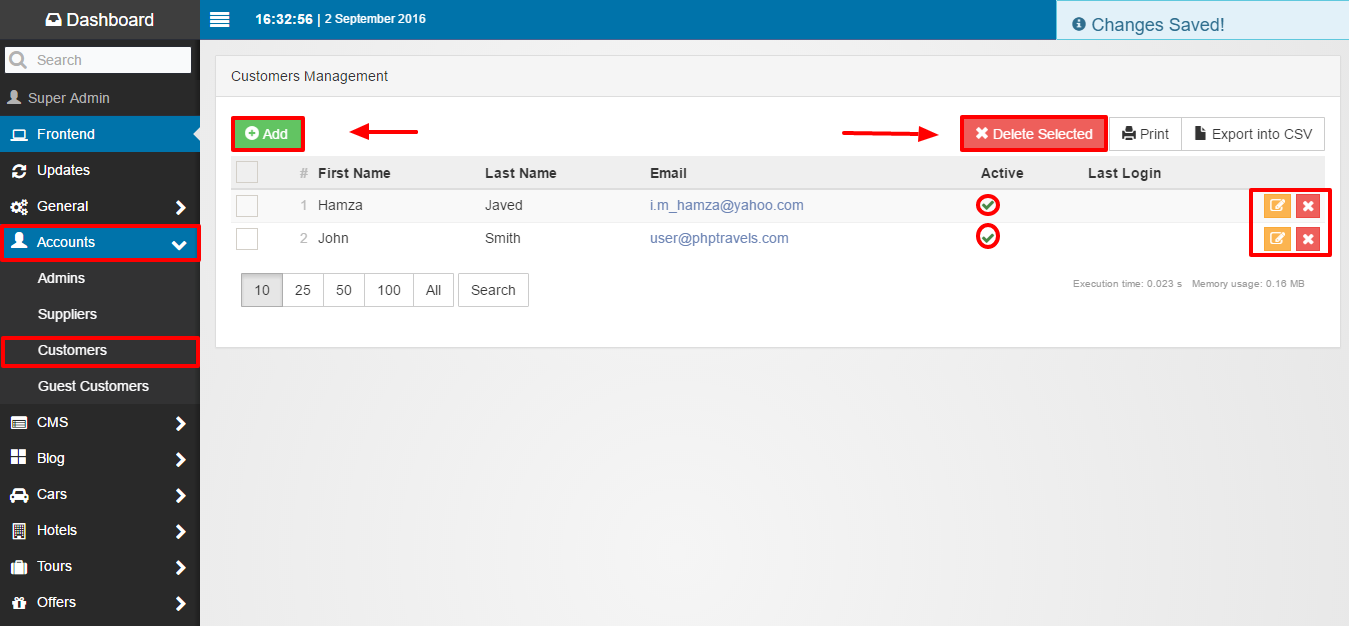 Dashboard
16:32:56 | 2 September 2016
Changes Saved!
Search
Super Admin
Frontend
Updates
General
Accounts
Admins
Suppliers
Customers
Guest Customers
CMS
Blog
Cars
Hotels
Tours
Offers
Customers Management
Add
Delete Selected Print Export into CSV
# First Name Last Name Email Active Last Login
1 Hamza Javed i.m_hamza@yahoo.com
2 John Smith user@phptravels.com
10 25 50 100 All Search
Execution time: 0.023 s Memory usage: 0.16 MB